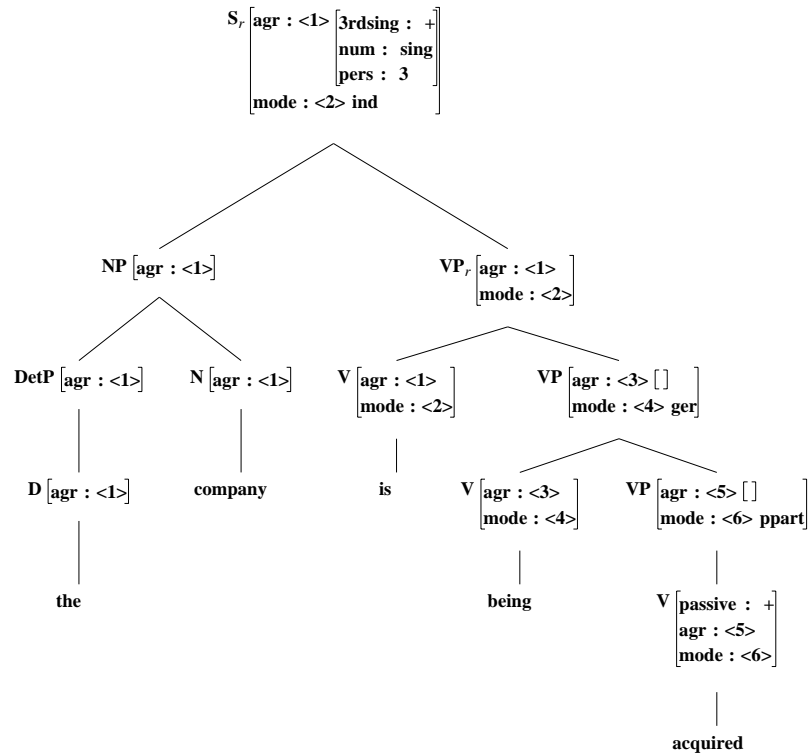 S_r [agr : <1> [3rdsing : +
num : sing
pers : 3]
mode : <2> ind]
NP [agr : <1>] VP_r [agr : <1>
mode : <2>]
DetP [agr : <1>] N [agr : <1>] V [agr : <1> VP [agr : <3> []
mode : <2>] mode : <4> ger]
D [agr : <1>] company is V [agr : <3> VP [agr : <5> []
mode : <4>] mode : <6> ppart]
the being V [passive : +
agr : <5>
mode : <6>]
acquired